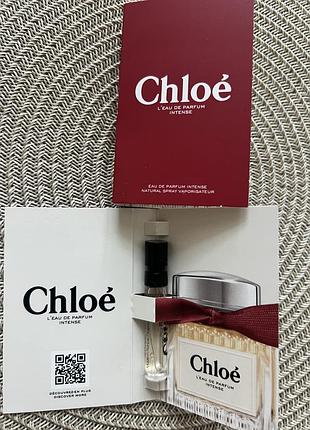 Chloé
L'EAU DE PARFUM
INTENSE
EAU DE PARFUM INTENSE
NATURAL SPRAY VAPORISATEUR
Chloé
L'EAU DE PARFUM
INTENSE
DÉCOUVREZ-EN PLUS
DISCOVER MORE
Chloé
L'EAU DE PARFUM
INTENSE